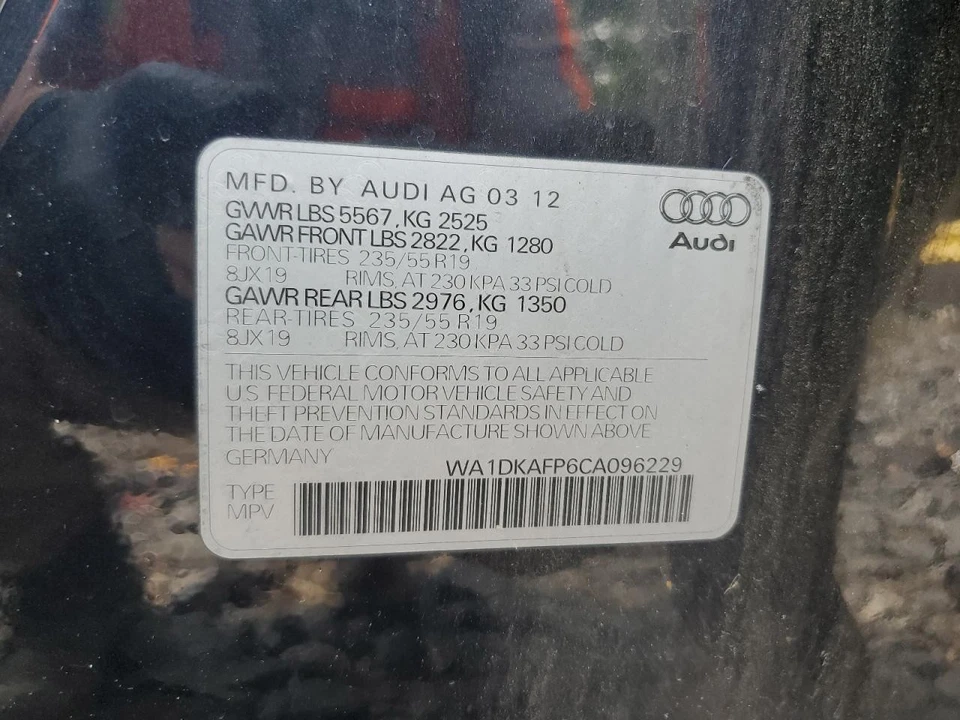 MFD. BY AUDI AG 03 12
GVWR LBS 5567, KG 2525
GAWR FRONT LBS 2822, KG 1280
FRONT-TIRES 235/55 R19
8JX19 RIMS, AT 230 KPA 33 PSI COLD
GAWR REAR LBS 2976, KG 1350
REAR-TIRES 235/55 R19
8JX19 RIMS, AT 230 KPA 33 PSI COLD
Audi
THIS VEHICLE CONFORMS TO ALL APPLICABLE
U.S. FEDERAL MOTOR VEHICLE SAFETY AND
THEFT PREVENTION STANDARDS IN EFFECT ON
THE DATE OF MANUFACTURE SHOWN ABOVE
GERMANY
WA1DKAFP6CA096229
TYPE
MPV